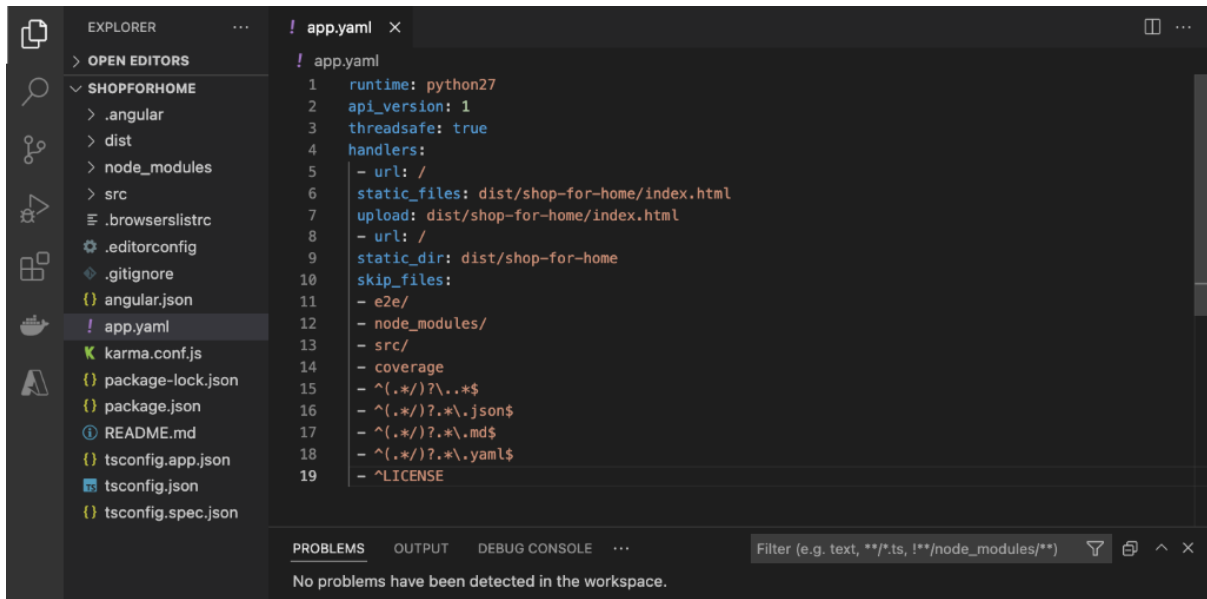 EXPLORER ...
OPEN EDITORS
SHOPFORHOME
.angular
dist
node_modules
src
.browserslistrc
.editorconfig
.gitignore
{} angular.json
! app.yaml
karma.conf.js
{} package-lock.json
{} package.json
README.md
{} tsconfig.app.json
TS tsconfig.json
{} tsconfig.spec.json
! app.yaml ×
! app.yaml
1 runtime: python27
2 api_version: 1
3 threadsafe: true
4 handlers:
5 - url: /
6 static_files: dist/shop-for-home/index.html
7 upload: dist/shop-for-home/index.html
8 - url: /
9 static_dir: dist/shop-for-home
10 skip_files:
11 - e2e/
12 - node_modules/
13 - src/
14 - coverage
15 - ^(.*/)?\..*$
16 - ^(.*/)?.*\.json$
17 - ^(.*/)?.*\.md$
18 - ^(.*/)?.*\.yaml$
19 - ^LICENSE
PROBLEMS OUTPUT DEBUG CONSOLE ... Filter (e.g. text, **/*.ts, !**/node_modules/**)
No problems have been detected in the workspace.